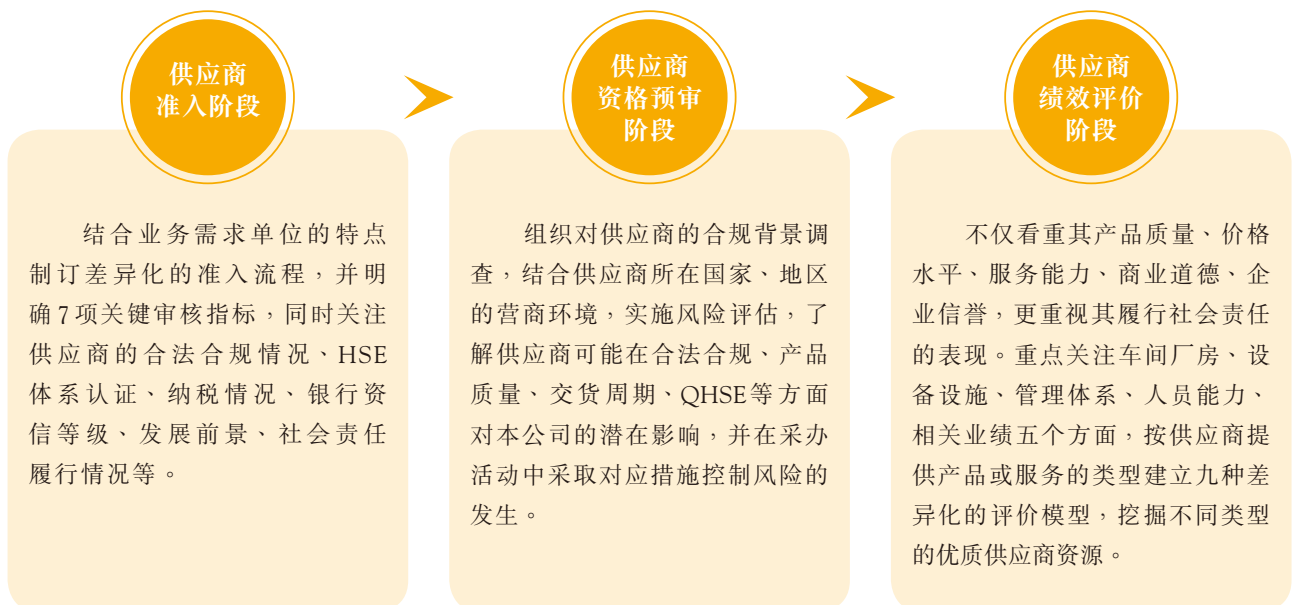 供应商
准入阶段
结合业务需求单位的特点
制订差异化的准入流程，并明
确7项关键审核指标，同时关注
供应商的合法合规情况、HSE
体系认证、纳税情况、银行资
信等级、发展前景、社会责任
履行情况等。
供应商
资格预审
阶段
组织对供应商的合规背景调
查，结合供应商所在国家、地区
的营商环境，实施风险评估，了
解供应商可能在合法合规、产品
质量、交货周期、QHSE等方面
对本公司的潜在影响，并在采办
活动中采取对应措施控制风险的
发生。
供应商
绩效评价
阶段
不仅看重其产品质量、价格
水平、服务能力、商业道德、企
业信誉，更重视其履行社会责任
的表现。重点关注车间厂房、设
备设施、管理体系、人员能力、
相关业绩五个方面，按供应商提
供产品或服务的类型建立九种差
异化的评价模型，挖掘不同类型
的优质供应商资源。